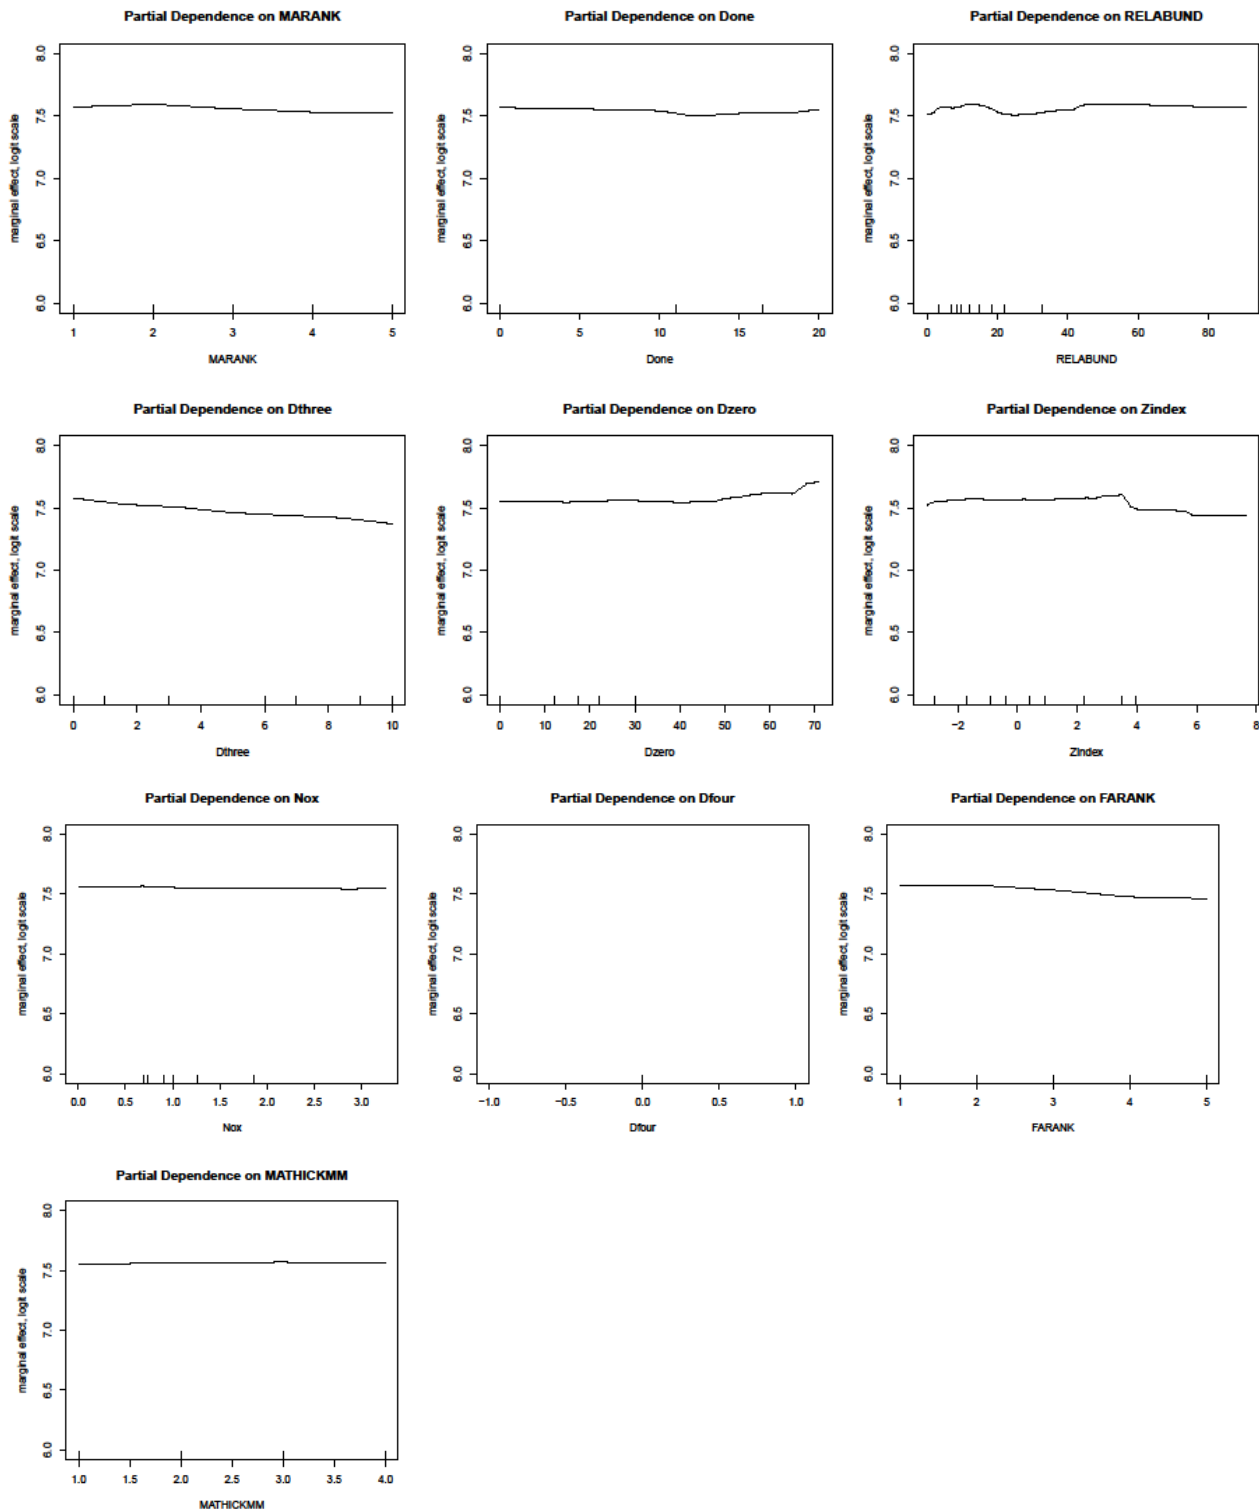 Partial Dependence on MARANK
8.0
7.5
7.0
6.5
6.0
marginal effect, logit scale
1 2 3 4 5
MARANK
Partial Dependence on Done
8.0
7.5
7.0
6.5
6.0
marginal effect, logit scale
0 5 10 15 20
Done
Partial Dependence on RELABUND
8.0
7.5
7.0
6.5
6.0
marginal effect, logit scale
0 20 40 60 80
RELABUND
Partial Dependence on Dthree
8.0
7.5
7.0
6.5
6.0
marginal effect, logit scale
0 2 4 6 8 10
Dthree
Partial Dependence on Dzero
8.0
7.5
7.0
6.5
6.0
marginal effect, logit scale
0 10 20 30 40 50 60 70
Dzero
Partial Dependence on Zindex
8.0
7.5
7.0
6.5
6.0
marginal effect, logit scale
−2 0 2 4 6 8
Zindex
Partial Dependence on Nox
8.0
7.5
7.0
6.5
6.0
marginal effect, logit scale
0.0 0.5 1.0 1.5 2.0 2.5 3.0
Nox
Partial Dependence on Dfour
8.0
7.5
7.0
6.5
6.0
marginal effect, logit scale
−1.0 −0.5 0.0 0.5 1.0
Dfour
Partial Dependence on FARANK
8.0
7.5
7.0
6.5
6.0
marginal effect, logit scale
1 2 3 4 5
FARANK
Partial Dependence on MATHICKMM
8.0
7.5
7.0
6.5
6.0
marginal effect, logit scale
1.0 1.5 2.0 2.5 3.0 3.5 4.0
MATHICKMM